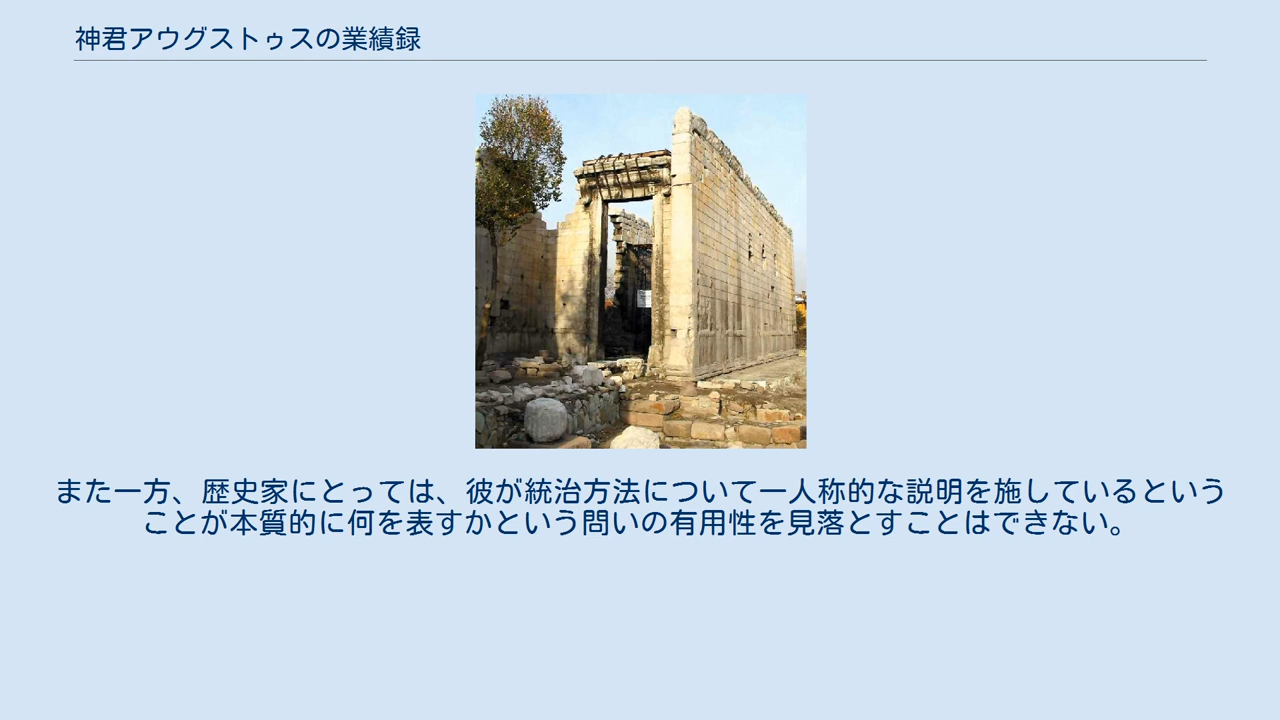 神君アウグストゥスの業績録
また一方、歴史家にとっては、彼が統治方法について一人称的な説明を施しているという
ことが本質的に何を表すかという問いの有用性を見落とすことはできない。